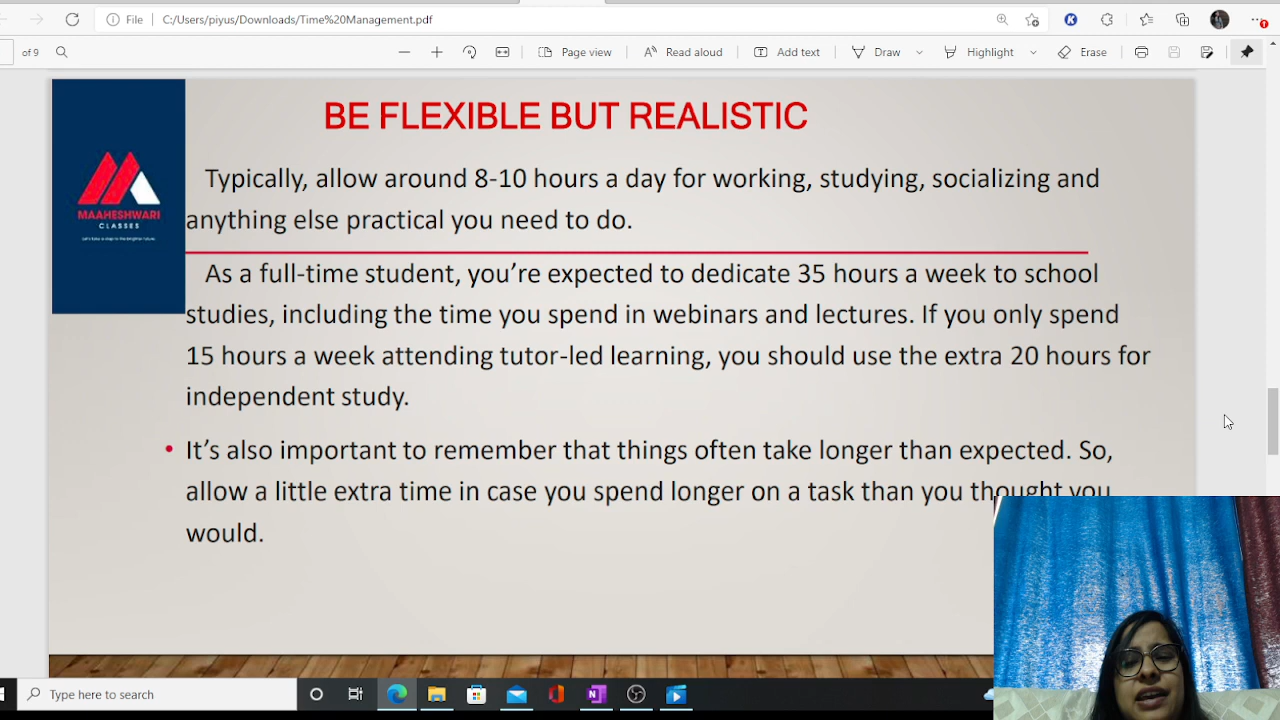 File C:/Users/piyus/Downloads/Time%20Management.pdf
of 9 Page view Read aloud Add text Draw Highlight Erase
BE FLEXIBLE BUT REALISTIC
Typically, allow around 8-10 hours a day for working, studying, socializing and
anything else practical you need to do.
MAAHESHWARI
CLASSES
As a full-time student, you’re expected to dedicate 35 hours a week to school
studies, including the time you spend in webinars and lectures. If you only spend
15 hours a week attending tutor-led learning, you should use the extra 20 hours for
independent study.
• It’s also important to remember that things often take longer than expected. So,
allow a little extra time in case you spend longer on a task than you thought you
would.
Type here to search